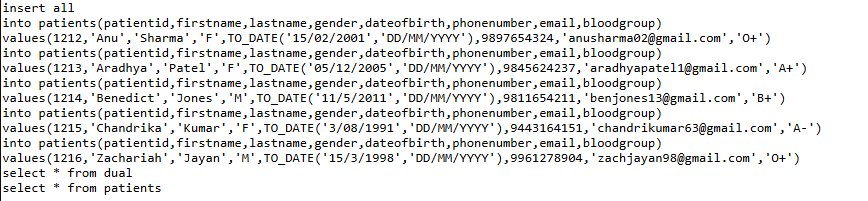 insert all
into patients(patientid,firstname,lastname,gender,dateofbirth,phonenumber,email,bloodgroup)
values(1212,'Anu','Sharma','F',TO_DATE('15/02/2001','DD/MM/YYYY'),9897654324,'anusharma02@gmail.com','O+')
into patients(patientid,firstname,lastname,gender,dateofbirth,phonenumber,email,bloodgroup)
values(1213,'Aradhya','Patel','F',TO_DATE('05/12/2005','DD/MM/YYYY'),9845624237,'aradhyapatel1@gmail.com','A+')
into patients(patientid,firstname,lastname,gender,dateofbirth,phonenumber,email,bloodgroup)
values(1214,'Benedict','Jones','M',TO_DATE('11/5/2011','DD/MM/YYYY'),9811654211,'benjones13@gmail.com','B+')
into patients(patientid,firstname,lastname,gender,dateofbirth,phonenumber,email,bloodgroup)
values(1215,'Chandrika','Kumar','F',TO_DATE('3/08/1991','DD/MM/YYYY'),9443164151,'chandrikumar63@gmail.com','A-')
into patients(patientid,firstname,lastname,gender,dateofbirth,phonenumber,email,bloodgroup)
values(1216,'Zachariah','Jayan','M',TO_DATE('15/3/1998','DD/MM/YYYY'),9961278904,'zachjayan98@gmail.com','O+')
select * from dual
select * from patients